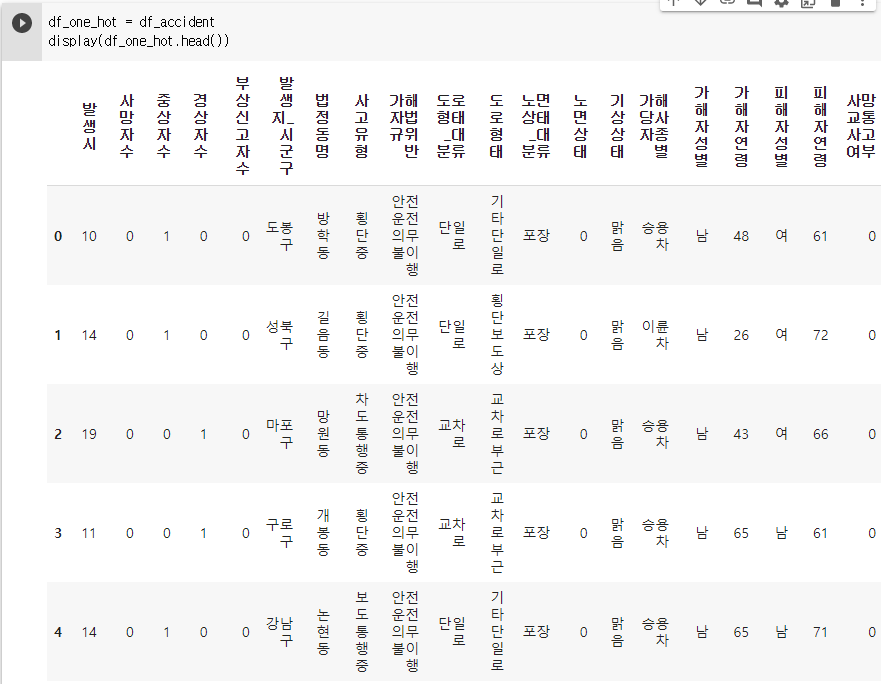 df_one_hot = df_accident
display(df_one_hot.head())
발생시 사망자수 중상자수 경상자수 부상신고자수 발생지_시군구 법정동명 사고유형 가해자법규위반 도로형태_대분류 도로형태 노면상태_대분류 노면상태 기상상태 가해당사자종별 가해자성별 가해자연령 피해자성별 피해자연령 사망교통사고여부
0 10 0 1 0 0 도봉구 방학동 횡단중 안전운전의무불이행 단일로 기타단일로 포장 0 맑음 승용차 남 48 여 61 0
1 14 0 1 0 0 성북구 길음동 횡단중 안전운전의무불이행 단일로 횡단보도상 포장 0 맑음 이륜차 남 26 여 72 0
2 19 0 0 1 0 마포구 망원동 차도통행중 안전운전의무불이행 교차로 교차로부근 포장 0 맑음 승용차 남 43 여 66 0
3 11 0 0 1 0 구로구 개봉동 횡단중 안전운전의무불이행 교차로 교차로부근 포장 0 맑음 승용차 남 65 남 61 0
4 14 0 1 0 0 강남구 논현동 보도통행중 안전운전의무불이행 단일로 기타단일로 포장 0 맑음 승용차 남 65 남 71 0